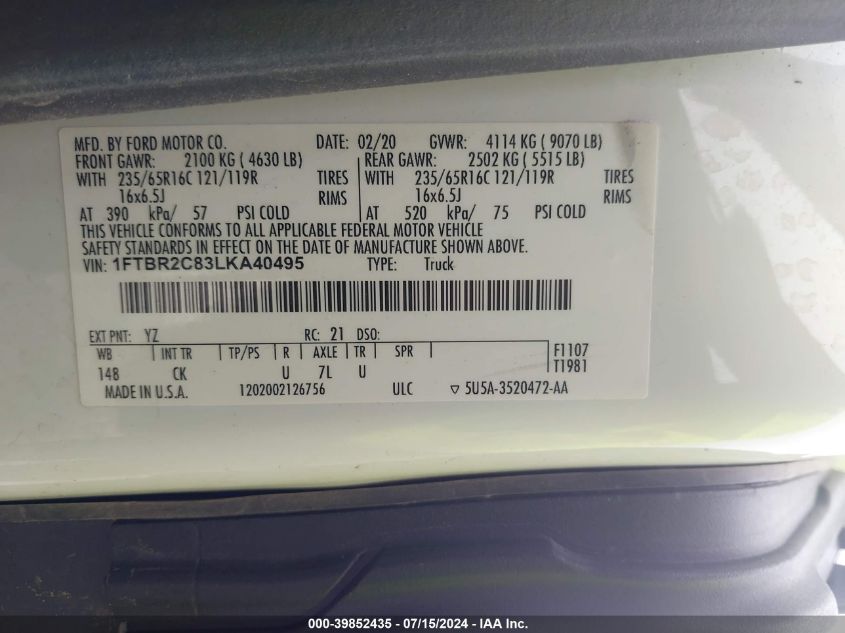 MFD. BY FORD MOTOR CO. DATE: 02/20 GVWR: 4114 KG ( 9070 LB)
FRONT GAWR: 2100 KG ( 4630 LB) REAR GAWR: 2502 KG ( 5515 LB)
WITH 235/65R16C 121/119R TIRES WITH 235/65R16C 121/119R TIRES
16x6.5J RIMS 16x6.5J RIMS
AT 390 kPa/ 57 PSI COLD AT 520 kPa/ 75 PSI COLD
THIS VEHICLE CONFORMS TO ALL APPLICABLE FEDERAL MOTOR VEHICLE
SAFETY STANDARDS IN EFFECT ON THE DATE OF MANUFACTURE SHOWN ABOVE.
VIN: 1FTBR2C83LKA40495 TYPE: Truck
EXT PNT: YZ RC: 21 DSO:
WB INT TR TP/PS R AXLE TR SPR F1107
148 CK U 7L U T1981
MADE IN U.S.A. 1202002126756 ULC ▽ 5U5A-3520472-AA
000-39852435 - 07/15/2024 - IAA Inc.